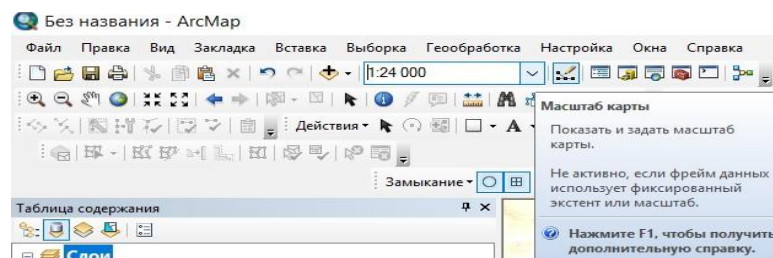 Без названия - ArcMap
Файл Правка Вид Закладка Вставка Выборка Геообработка Настройка Окна Справка
1:24 000
Масштаб карты
Действия
A
Показать и задать масштаб
карты.
Не активно, если фрейм данных
использует фиксированный
экстент или масштаб.
Замыкание
Таблица содержания
Нажмите F1, чтобы получить
дополнительную справку.
Слои